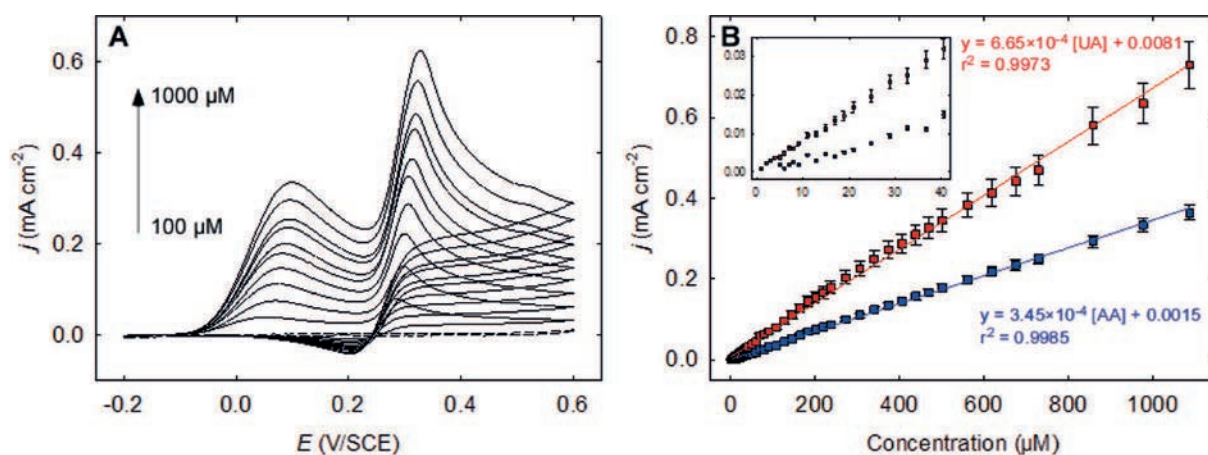 A
1000 µM
100 µM
j (mA cm-2)
0.6
0.4
0.2
0.0
-0.2 0.0 0.2 0.4 0.6
E (V/SCE)
B
y = 6.65×10-4 [UA] + 0.0081
r2 = 0.9973
0.03
0.02
0.01
0.00
0 10 20 30 40
y = 3.45×10-4 [AA] + 0.0015
r2 = 0.9985
j (mA cm-2)
0.8
0.6
0.4
0.2
0.0
0 200 400 600 800 1000
Concentration (µM)